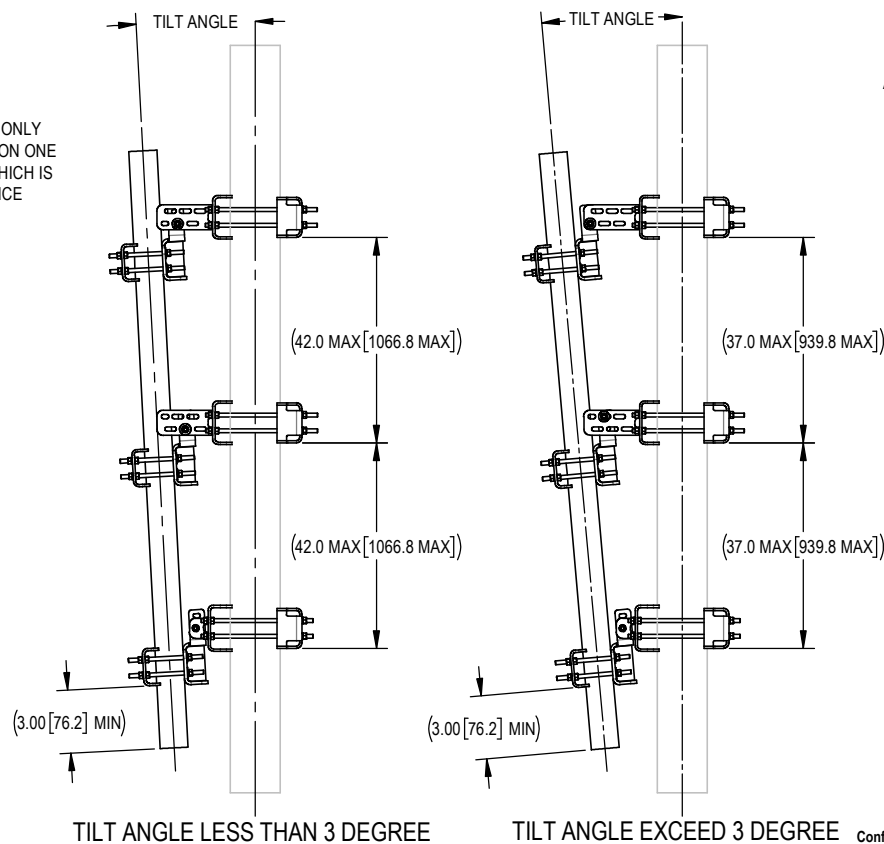 TILT ANGLE
TILT ANGLE
ONLY
ON ONE
HICH IS
ICE
(42.0 MAX[1066.8 MAX])
(37.0 MAX[939.8 MAX])
(42.0 MAX[1066.8 MAX])
(37.0 MAX[939.8 MAX])
(3.00[76.2] MIN)
(3.00[76.2] MIN)
TILT ANGLE LESS THAN 3 DEGREE
TILT ANGLE EXCEED 3 DEGREE
Conf